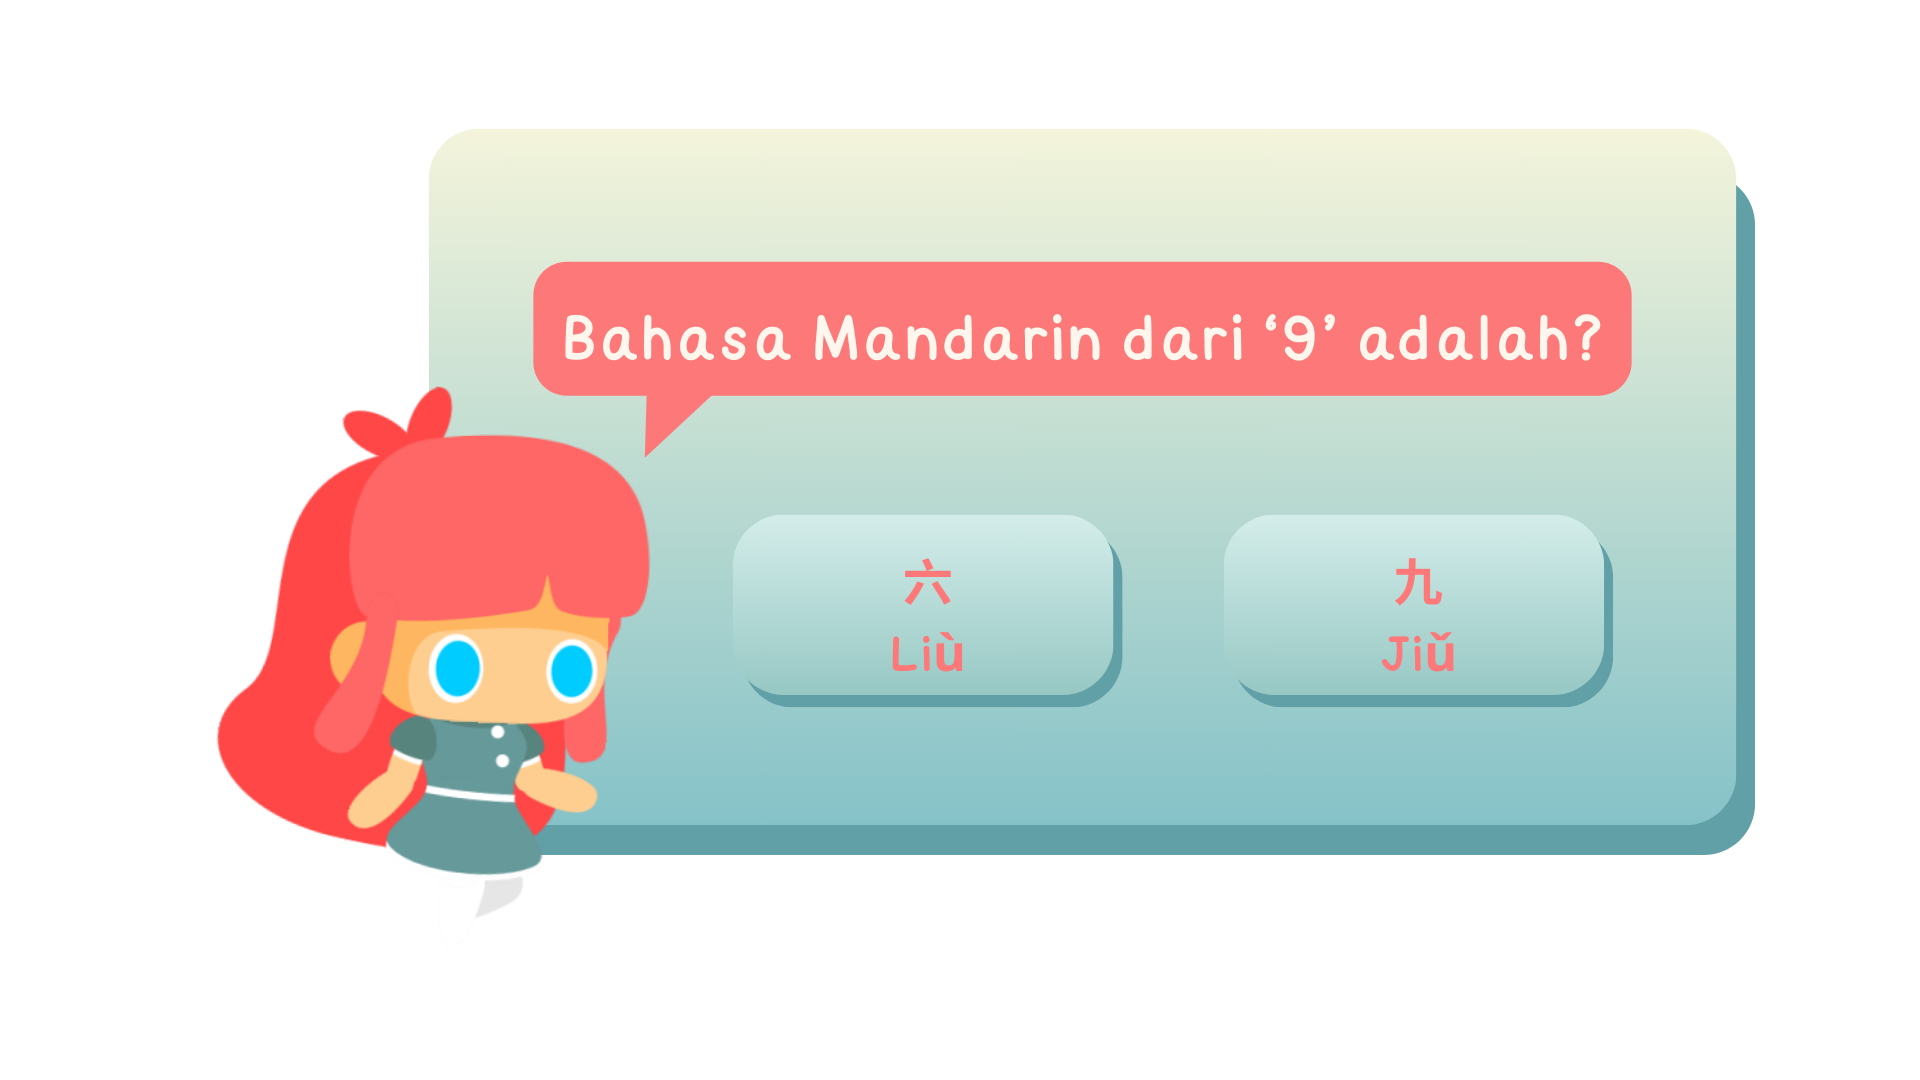 Bahasa Mandarin dari ‘9’ adalah?
六
Liù
九
Jiǔ